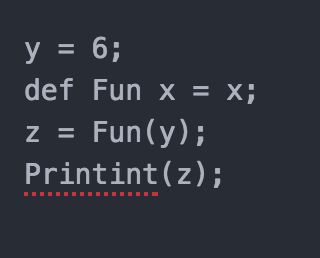 y = 6;
def Fun x = x;
z = Fun(y);
Printint(z);